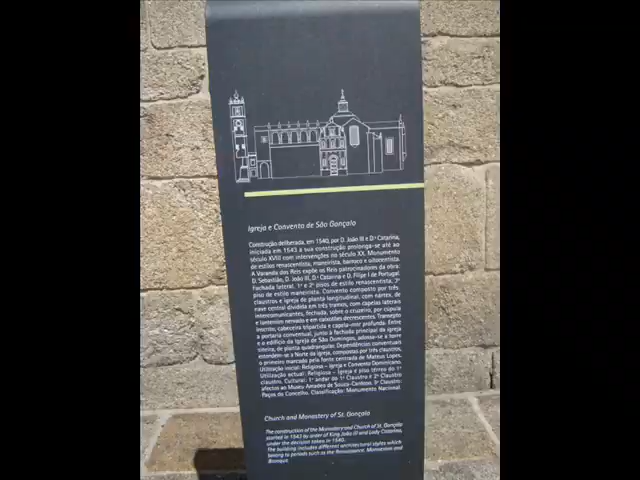 Igreja e Convento de São Gonçalo
Construção deliberada, em 1540, por D. João III e D.ª Catarina,
iniciada em 1543 a sua construção prolonga-se até ao
século XVIII com intervenções no século XX. Monumento
de estilos renascentista, maneirista, barroco e oitocentista.
A Varanda dos Reis expõe os Reis patrocinadores da obra:
D. Sebastião, D. João III, D.ª Catarina e D. Filipe I de Portugal.
Fachada lateral, 1º e 2º pisos de estilo renascentista, 3º
piso de estilo maneirista. Convento composto por três
claustros e igreja de planta longitudinal, com nártex, de
nave central dividida em três tramos, com capelas laterais
intercomunicantes, fechada, sobre o cruzeiro, por cúpula
e lanternim nervado e em caixotões decrescentes. Transepto
inscrito; cabeceira tripartida e capela-mor profunda. Entre
a portaria conventual, junto à fachada principal da igreja
e o edifício da Igreja de São Domingos, adossa-se a torre
sineira, de planta quadrangular. Dependências conventuais
estendem-se a Norte da igreja, compostas por três claustros,
o primeiro marcado pela fonte centrada de Mateus Lopes.
Utilização inicial: Religiosa – Igreja e Convento Dominicano.
Utilização actual: Religiosa – Igreja e piso térreo do 1º
claustro. Cultural: 1º andar do 1º Claustro e 2º Claustro
afectos ao Museu Amadeo de Souza-Cardoso. 3º Claustro:
Paços do Concelho. Classificação: Monumento Nacional.
Church and Monastery of St. Gonçalo
The construction of the Monastery and Church of St. Gonçalo
started in 1543 by order of King João III and Lady Catarina,
under the decision taken in 1540.
The building includes different architectural styles which
belong to periods such as the Renaissance, Mannerism and
Baroque.